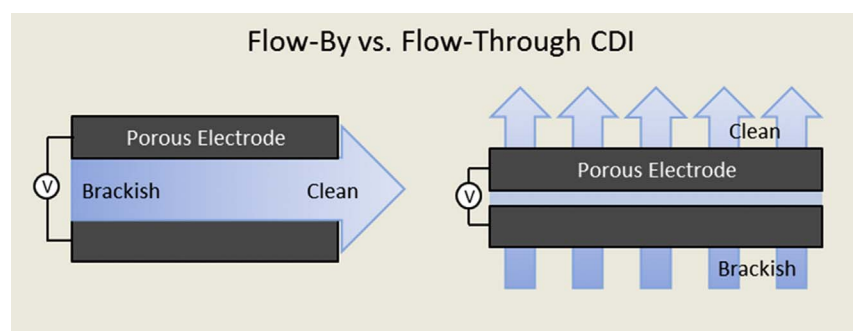 Flow-By vs. Flow-Through CDI
Porous Electrode
V
Brackish
Clean
Clean
Porous Electrode
V
Brackish